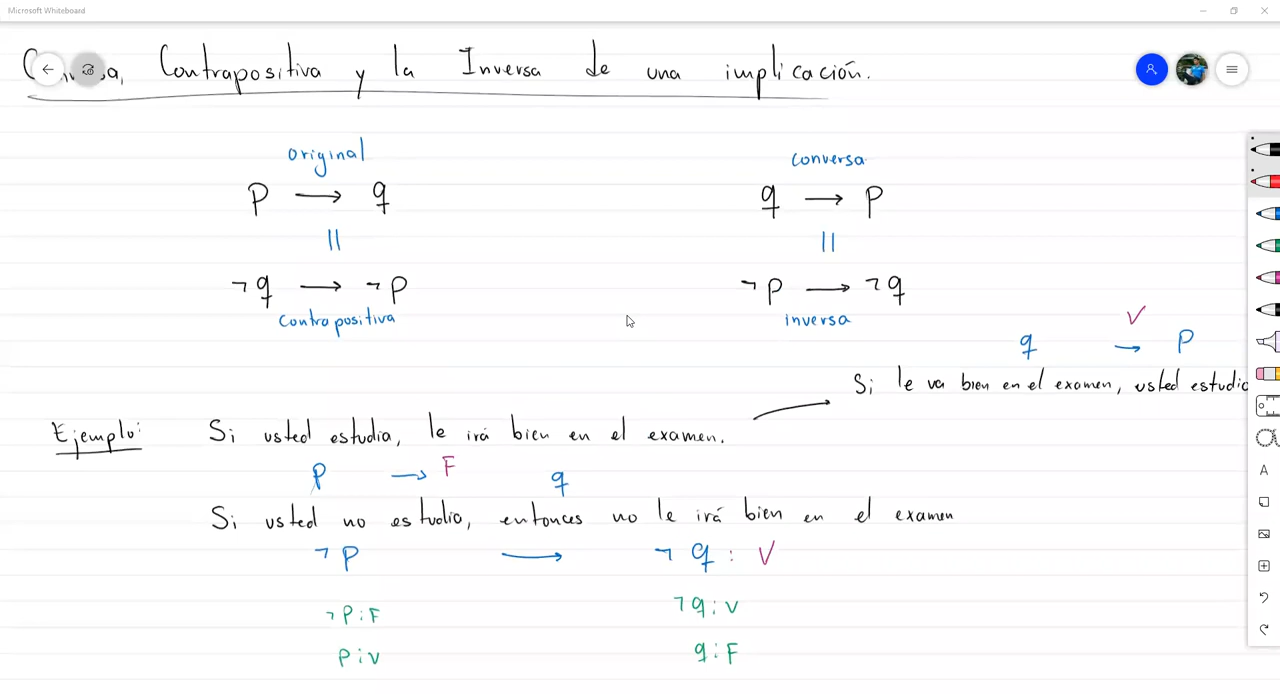 Microsoft Whiteboard
Contrapositiva y la Inversa de una implicación.
original
p → q
||
¬q → ¬p
contrapositiva
conversa
q → p
||
¬p → ¬q
inversa
V
q → p
Si le va bien en el examen, usted estudio
Ejemplo: Si usted estudia, le irá bien en el examen.
p → F q
Si usted no estudio, entonces no le irá bien en el examen
¬p → ¬q : V
¬p : F ¬q : V
p : V q : F
A